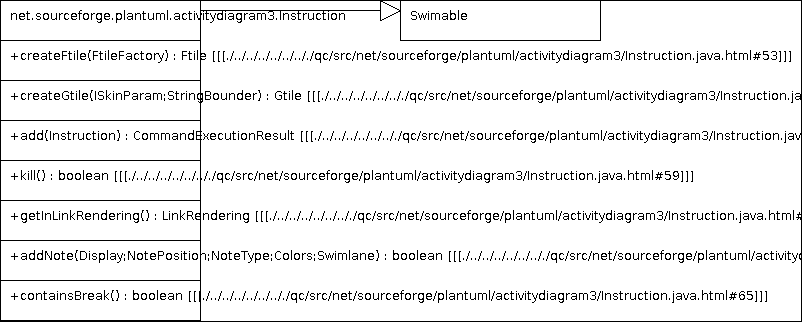 net.sourceforge.plantuml.activitydiagram3.Instruction
Swimable
+createFtile(FtileFactory) : Ftile [[[./../../../../../../../qc/src/net/sourceforge/plantuml/activitydiagram3/Instruction.java.html#53]]]
+createGtile(ISkinParam;StringBounder) : Gtile [[[./../../../../../../../qc/src/net/sourceforge/plantuml/activitydiagram3/Instruction.ja
+add(Instruction) : CommandExecutionResult [[[./../../../../../../../qc/src/net/sourceforge/plantuml/activitydiagram3/Instruction.java
+kill() : boolean [[[./../../../../../../../qc/src/net/sourceforge/plantuml/activitydiagram3/Instruction.java.html#59]]]
+getInLinkRendering() : LinkRendering [[[./../../../../../../../qc/src/net/sourceforge/plantuml/activitydiagram3/Instruction.java.html#
+addNote(Display;NotePosition;NoteType;Colors;Swimlane) : boolean [[[./../../../../../../../qc/src/net/sourceforge/plantuml/activityd
+containsBreak() : boolean [[[./../../../../../../../qc/src/net/sourceforge/plantuml/activitydiagram3/Instruction.java.html#65]]]